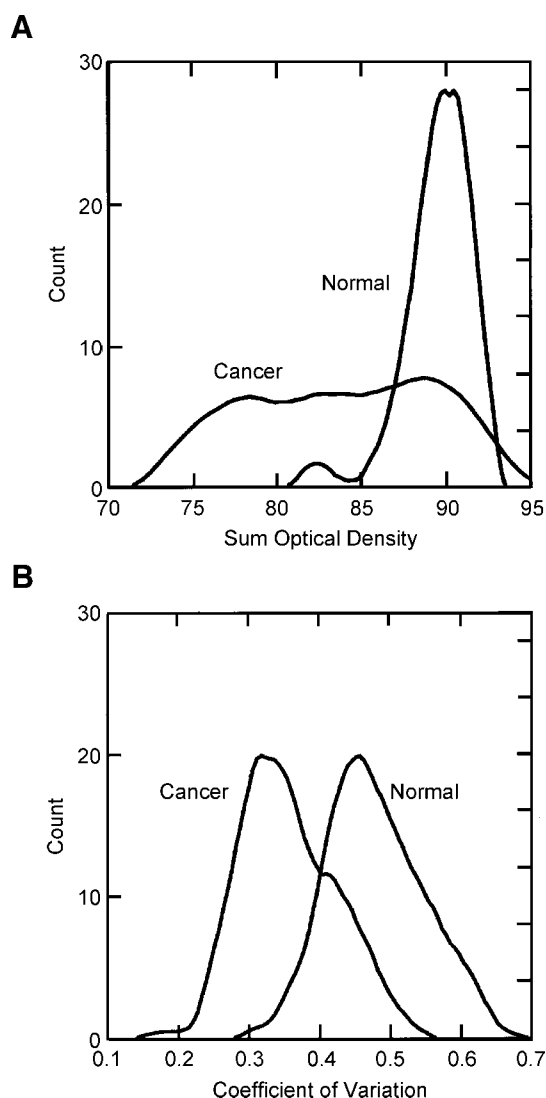 A
30
20
10
0
Count
Normal
Cancer
70 75 80 85 90 95
Sum Optical Density
B
30
20
10
0
Count
Cancer
Normal
0.1 0.2 0.3 0.4 0.5 0.6 0.7
Coefficient of Variation